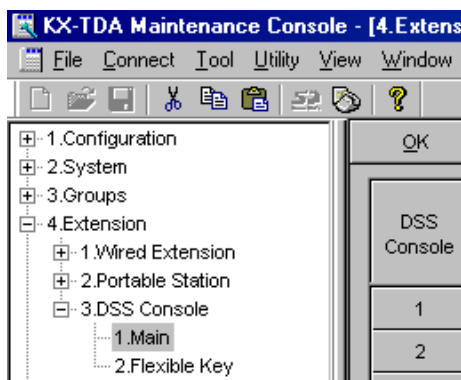 KX-TDA Maintenance Console - [4.Extens
File Connect Tool Utility View Window
1.Configuration
2.System
3.Groups
4.Extension
1.Wired Extension
2.Portable Station
3.DSS Console
1.Main
2.Flexible Key
OK
DSS
Console
1
2